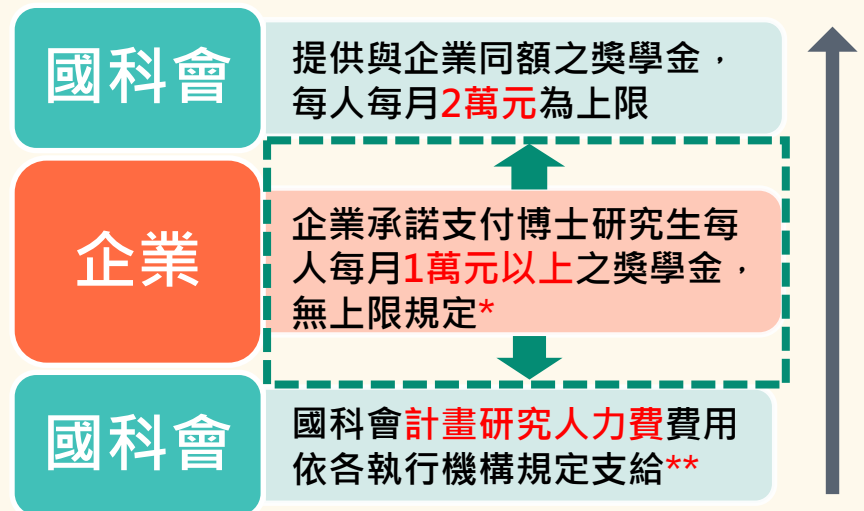 國科會
提供與企業同額之獎學金，
每人每月2萬元為上限
企業
企業承諾支付博士研究生每
人每月1萬元以上之獎學金，
無上限規定*
國科會
國科會計畫研究人力費費用
依各執行機構規定支給**